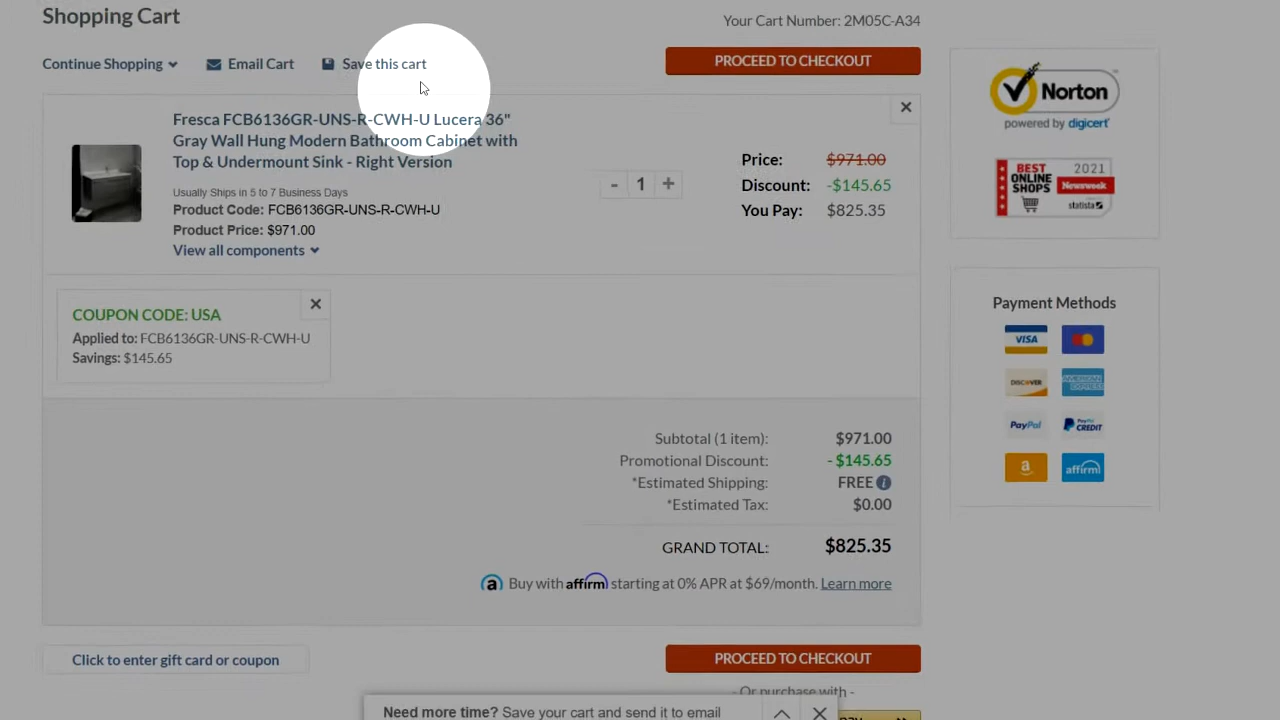 Shopping Cart
Your Cart Number: 2M05C-A34
Continue Shopping
Email Cart
Save this cart
PROCEED TO CHECKOUT
Fresca FCB6136GR-UNS-R-CWH-U Lucera 36"
Gray Wall Hung Modern Bathroom Cabinet with
Top & Undermount Sink - Right Version
Usually Ships in 5 to 7 Business Days
Product Code: FCB6136GR-UNS-R-CWH-U
Product Price: $971.00
View all components
- 1 +
Price: $971.00
Discount: -$145.65
You Pay: $825.35
Norton
powered by digicert
BEST ONLINE SHOPS
2021
Newsweek
statista
COUPON CODE: USA
Applied to: FCB6136GR-UNS-R-CWH-U
Savings: $145.65
Payment Methods
VISA
DISCOVER
AMERICAN EXPRESS
PayPal
PayPal CREDIT
a
affirm
Subtotal (1 item): $971.00
Promotional Discount: - $145.65
*Estimated Shipping: FREE i
*Estimated Tax: $0.00
GRAND TOTAL: $825.35
a Buy with affirm starting at 0% APR at $69/month. Learn more
Click to enter gift card or coupon
PROCEED TO CHECKOUT
- Or purchase with -
Need more time? Save your cart and send it to email